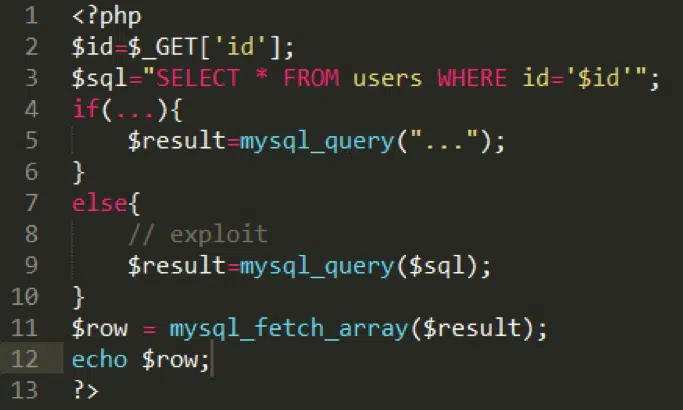 1 <?php
2 $id=$_GET['id'];
3 $sql="SELECT * FROM users WHERE id='$id'";
4 if(...){
5 $result=mysql_query("...");
6 }
7 else{
8 // exploit
9 $result=mysql_query($sql);
10 }
11 $row = mysql_fetch_array($result);
12 echo $row;
13 ?>